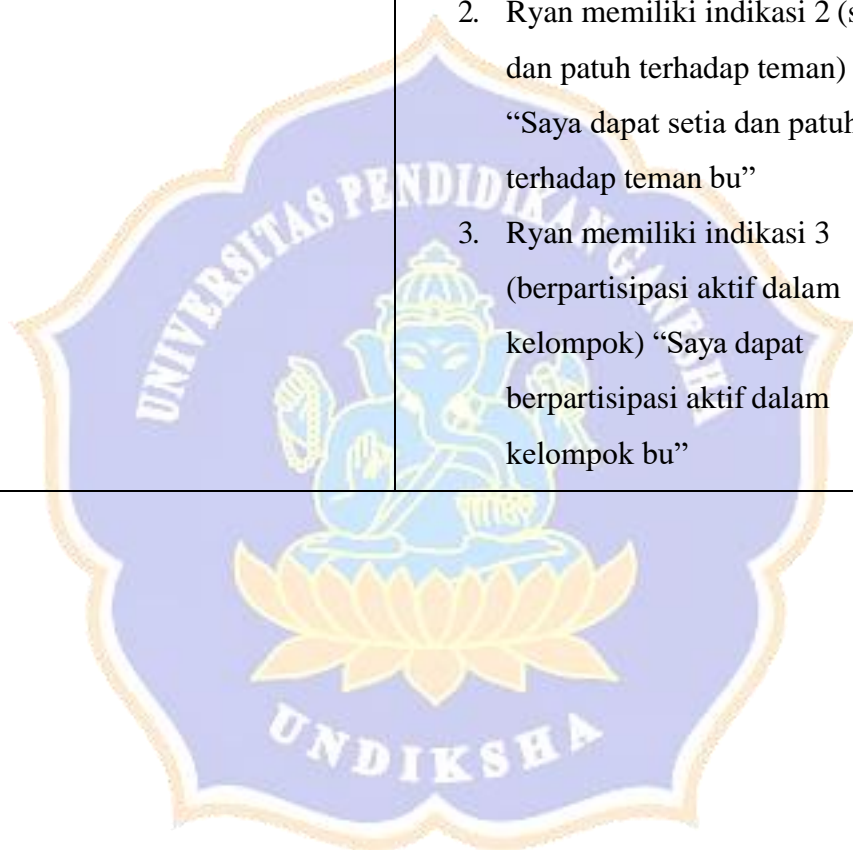 2. Ryan memiliki indikasi 2 (
dan patuh terhadap teman)
“Saya dapat setia dan patuh
terhadap teman bu”
3. Ryan memiliki indikasi 3
(berpartisipasi aktif dalam
kelompok) “Saya dapat
berpartisipasi aktif dalam
kelompok bu”
UNIVERSITAS PENDIDIKAN GANESHA
UNDIKSHA